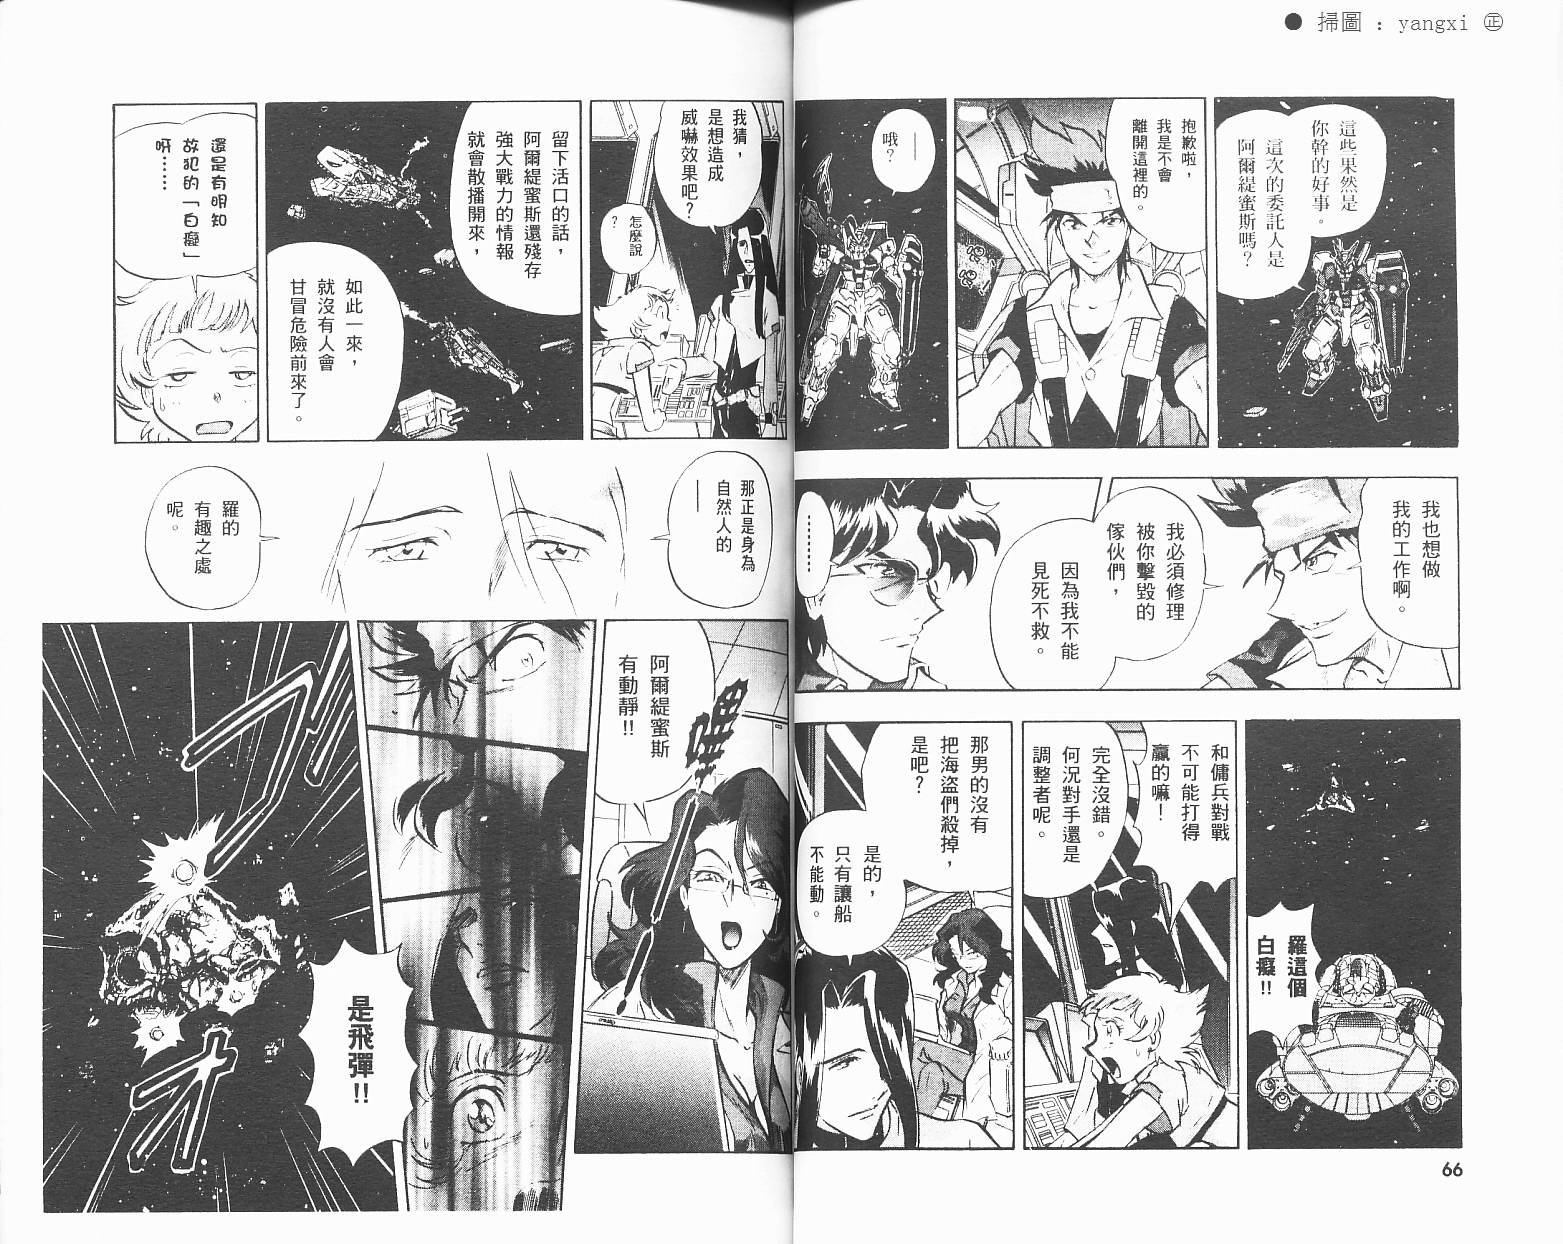 ● 掃圖 : yangxi ㊣
這些果然是
你幹的好事。
這次的委託人是
阿爾緹蜜斯嗎？
抱歉啦，
我是不會
離開這裡的。
——
哦？
我也想做
我的工作啊。
我必須修理
被你擊毀的
傢伙們，
因為我不能
見死不救。
………
和傭兵對戰
不可能打得
贏的嘛！
羅這個
白癡!!
完全沒錯。
何況對手還是
調整者呢。
那男的沒有
把海盜們殺掉，
是吧？
是的，
只有讓船
不能動。
66
我猜，
是想造成
威嚇效果吧？
怎麼說
？
留下活口的話，
阿爾緹蜜斯還殘存
強大戰力的情報
就會散播開來，
如此一來，
就沒有人會
甘冒危險前來了。
還是有明知
故犯的「白癡」
呀……
那正是身為
自然人的
——
羅的
有趣之處
呢。
嗶
阿爾緹蜜斯
有動靜!!
是飛彈!!